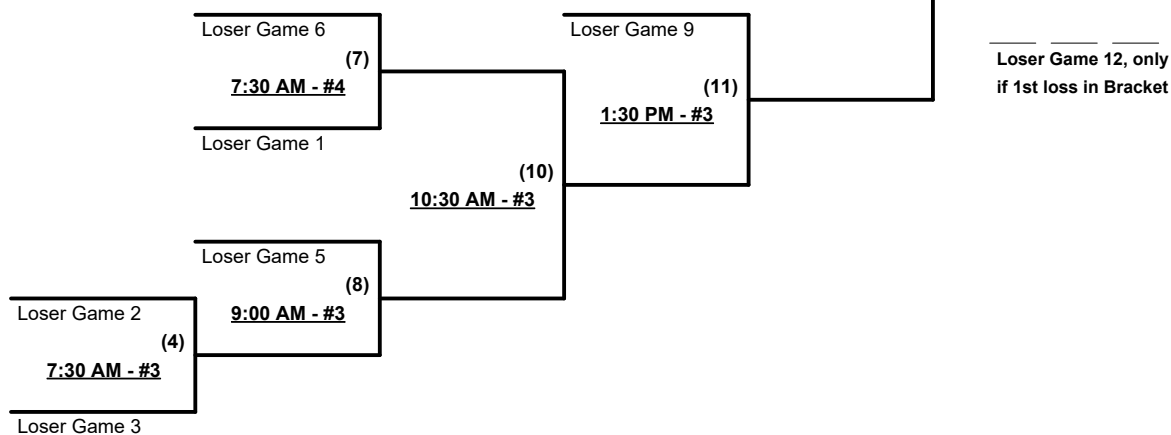 Loser Game 6
(7)
7:30 AM - #4
Loser Game 1
Loser Game 9
(11)
1:30 PM - #3
Loser Game 12, only
if 1st loss in Bracket
(10)
10:30 AM - #3
Loser Game 5
(8)
9:00 AM - #3
Loser Game 2
(4)
7:30 AM - #3
Loser Game 3